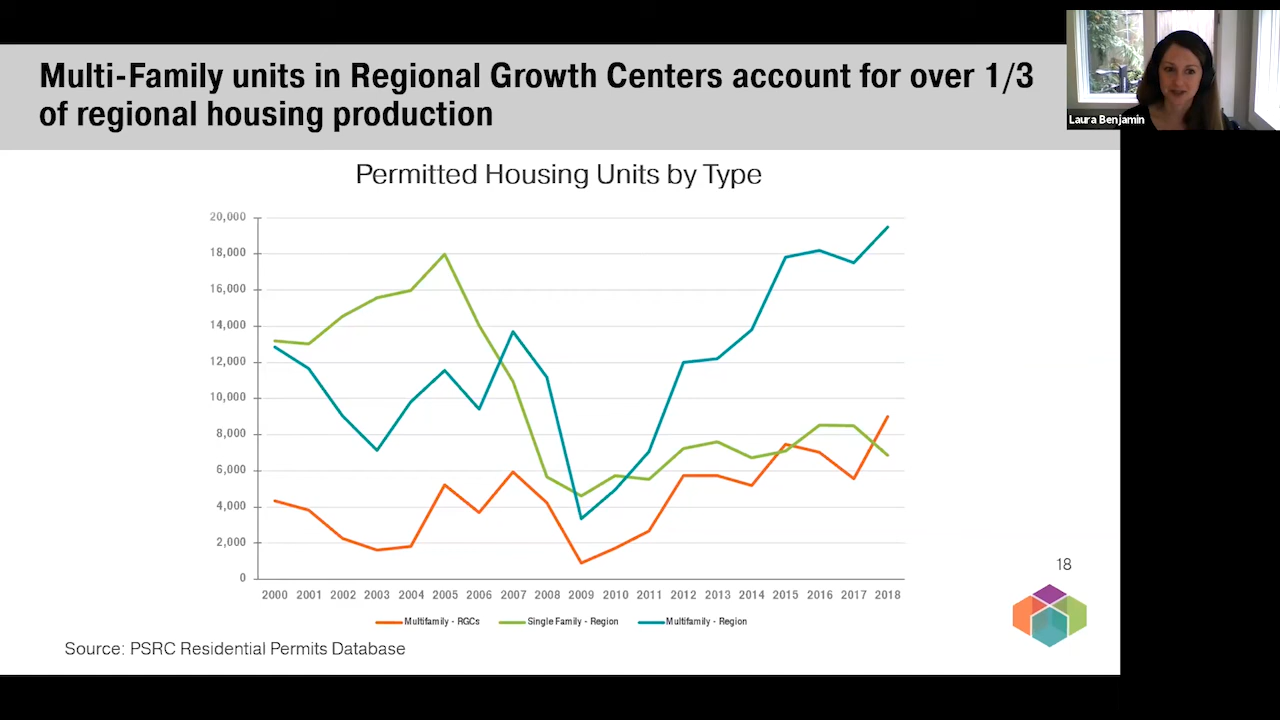 Laura Benjamin
Multi-Family units in Regional Growth Centers account for over 1/3
of regional housing production
Permitted Housing Units by Type
20,000
18,000
16,000
14,000
12,000
10,000
8,000
6,000
4,000
2,000
0
2000 2001 2002 2003 2004 2005 2006 2007 2008 2009 2010 2011 2012 2013 2014 2015 2016 2017 2018
Multifamily - RGCs Single Family - Region Multifamily - Region
18
Source: PSRC Residential Permits Database